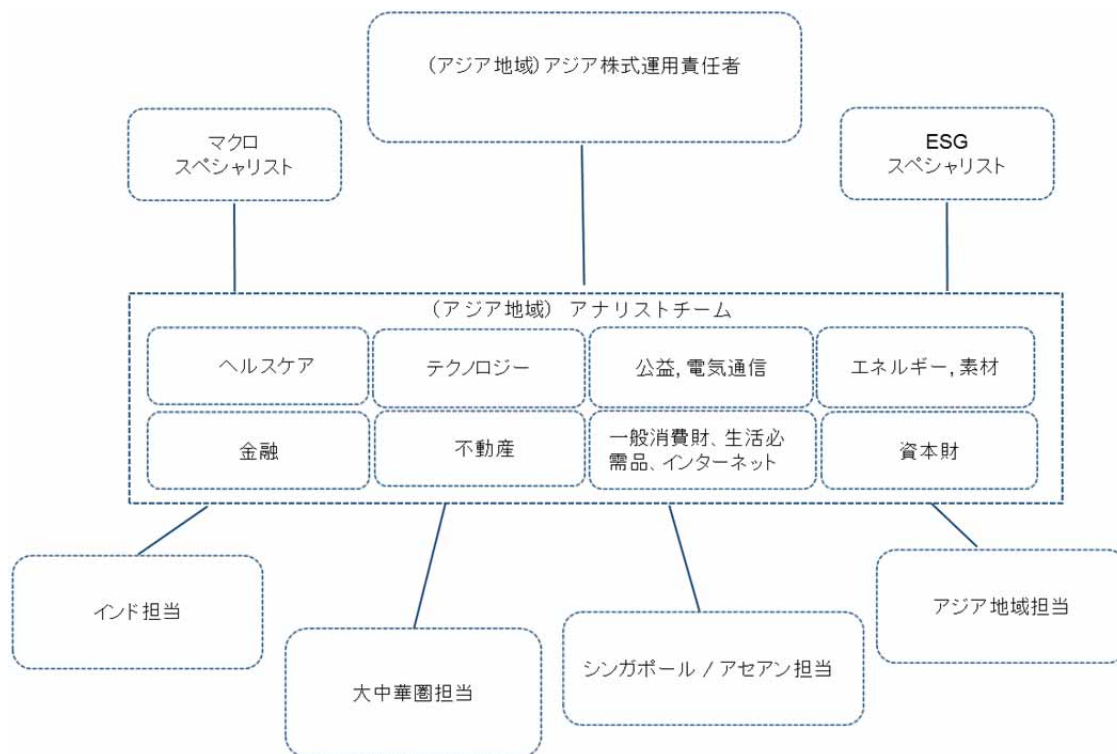 (アジア地域)アジア株式運用責任者
マクロ
スペシャリスト
ESG
スペシャリスト
(アジア地域) アナリストチーム
ヘルスケア
テクノロジー
公益,電気通信
エネルギー,素材
金融
不動産
一般消費財、生活必
需品、インターネット
資本財
インド担当
大中華圏担当
シンガポール / アセアン担当
アジア地域担当